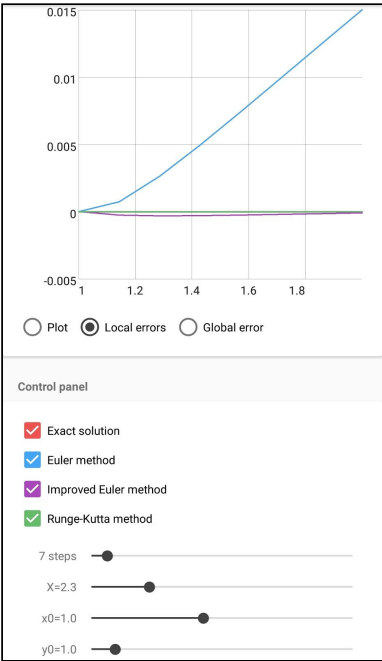 0.015
0.01
0.005
0
-0.005
1 1.2 1.4 1.6 1.8
Plot Local errors Global error
Control panel
Exact solution
Euler method
Improved Euler method
Runge-Kutta method
7 steps
X=2.3
x0=1.0
y0=1.0